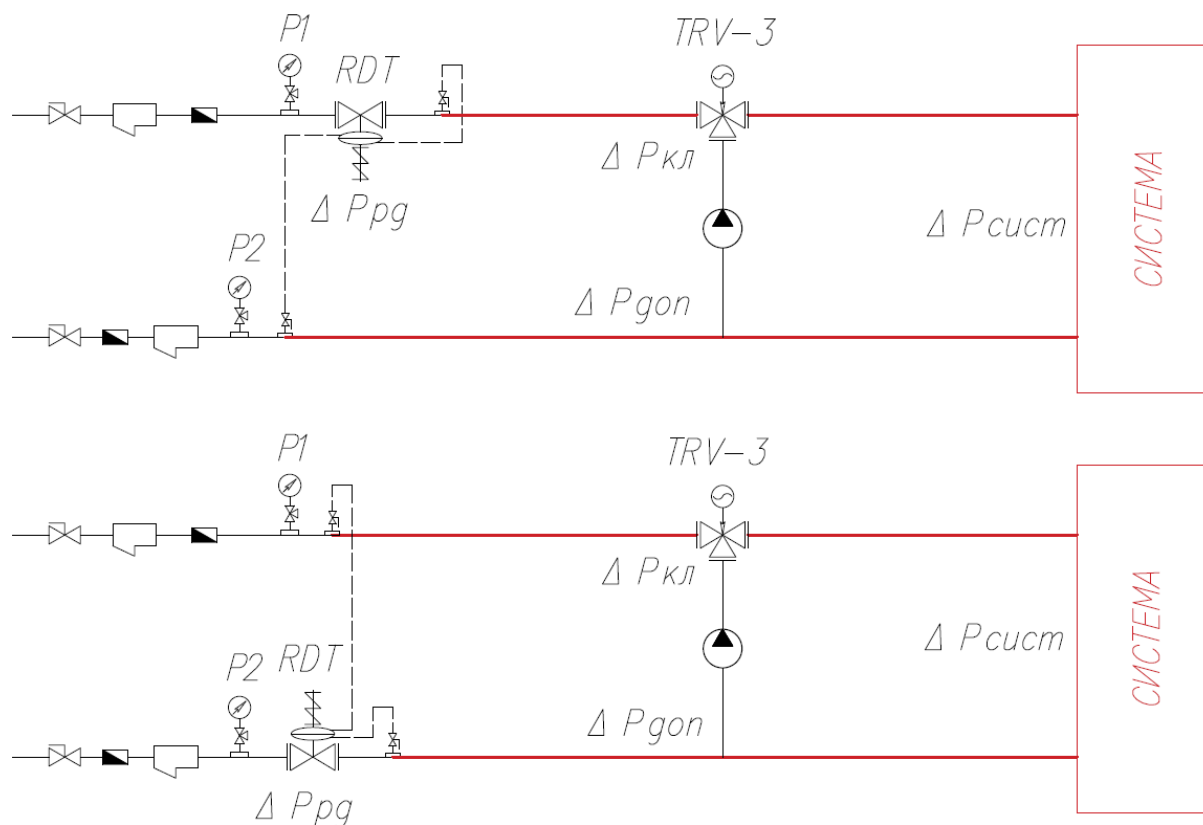 P1
RDT
TRV-3
Δ Pкл
Δ Ppg
P2
Δ Pgon
Δ Pсист
СИСТЕМА
P1
TRV-3
Δ Pкл
P2
RDT
Δ Pсист
Δ Pgon
Δ Ppg
СИСТЕМА